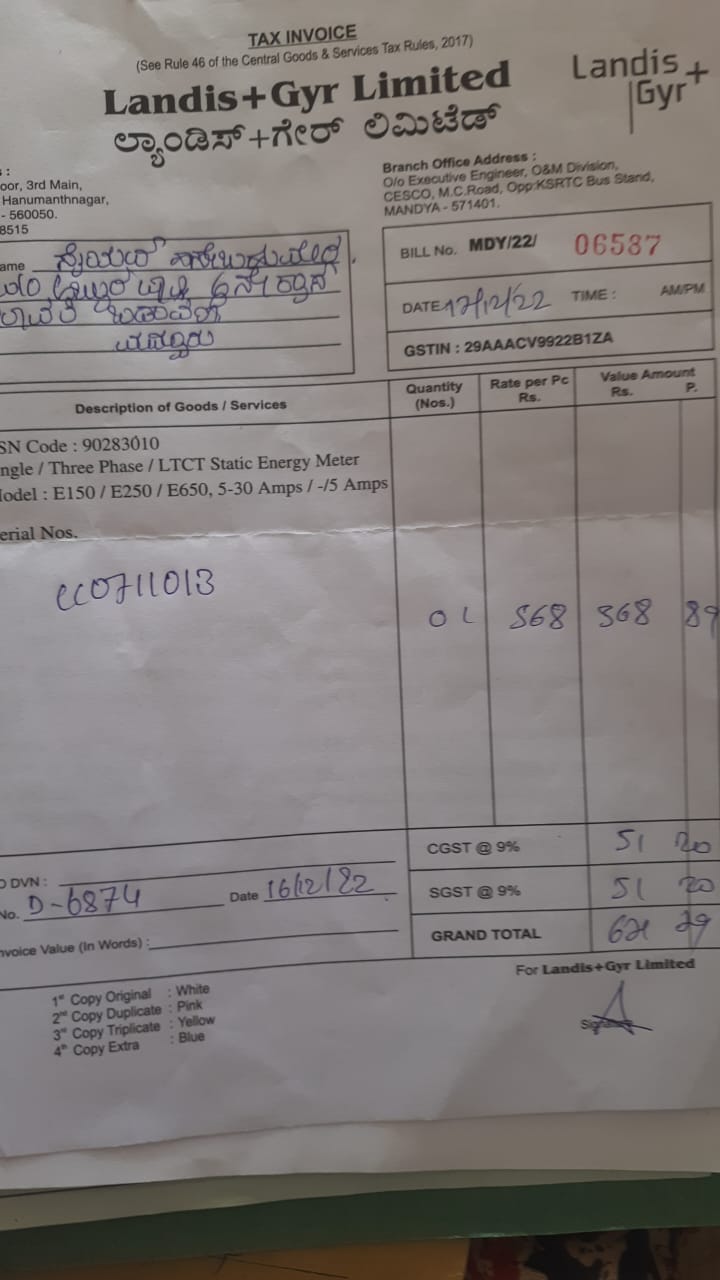 TAX INVOICE
(See Rule 46 of the Central Goods & Services Tax Rules, 2017)
Landis+Gyr Limited
Landis+
Gyr
ಲ್ಯಾಂಡಿಸ್+ಗೇರ್ ಲಿಮಿಟೆಡ್
s :
oor, 3rd Main,
Hanumanthnagar,
- 560050.
8515
Branch Office Address :
O/o Executive Engineer, O&M Division,
CESCO, M.C.Road, Opp:KSRTC Bus Stand,
MANDYA - 571401.
ame
BILL No. MDY/22/ 06587
DATE 17/12/22 TIME : AM/PM
GSTIN : 29AAACV9922B1ZA
Description of Goods / Services
Quantity (Nos.)
Rate per Pc Rs.
Value Amount Rs. P.
SN Code : 90283010
ngle / Three Phase / LTCT Static Energy Meter
Model : E150 / E250 / E650, 5-30 Amps / -/5 Amps
erial Nos.
CC0711013
01 568 568 89
CGST @ 9% 51 20
SGST @ 9% 51 20
GRAND TOTAL 671 29
O DVN :
No. D-6874 Date 16/12/22
nvoice Value (In Words) :
For Landis+Gyr Limited
1st Copy Original : White
2nd Copy Duplicate : Pink
3rd Copy Triplicate : Yellow
4th Copy Extra : Blue